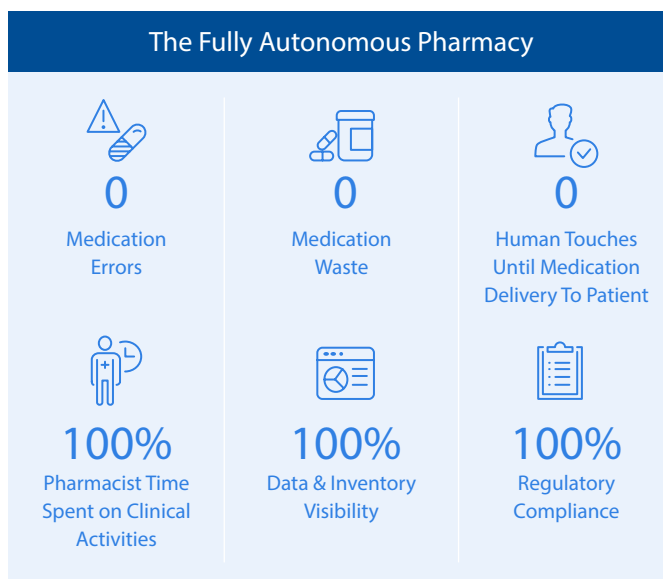 The Fully Autonomous Pharmacy
0
Medication
Errors
0
Medication
Waste
0
Human Touches
Until Medication
Delivery To Patient
100%
Pharmacist Time
Spent on Clinical
Activities
100%
Data & Inventory
Visibility
100%
Regulatory
Compliance